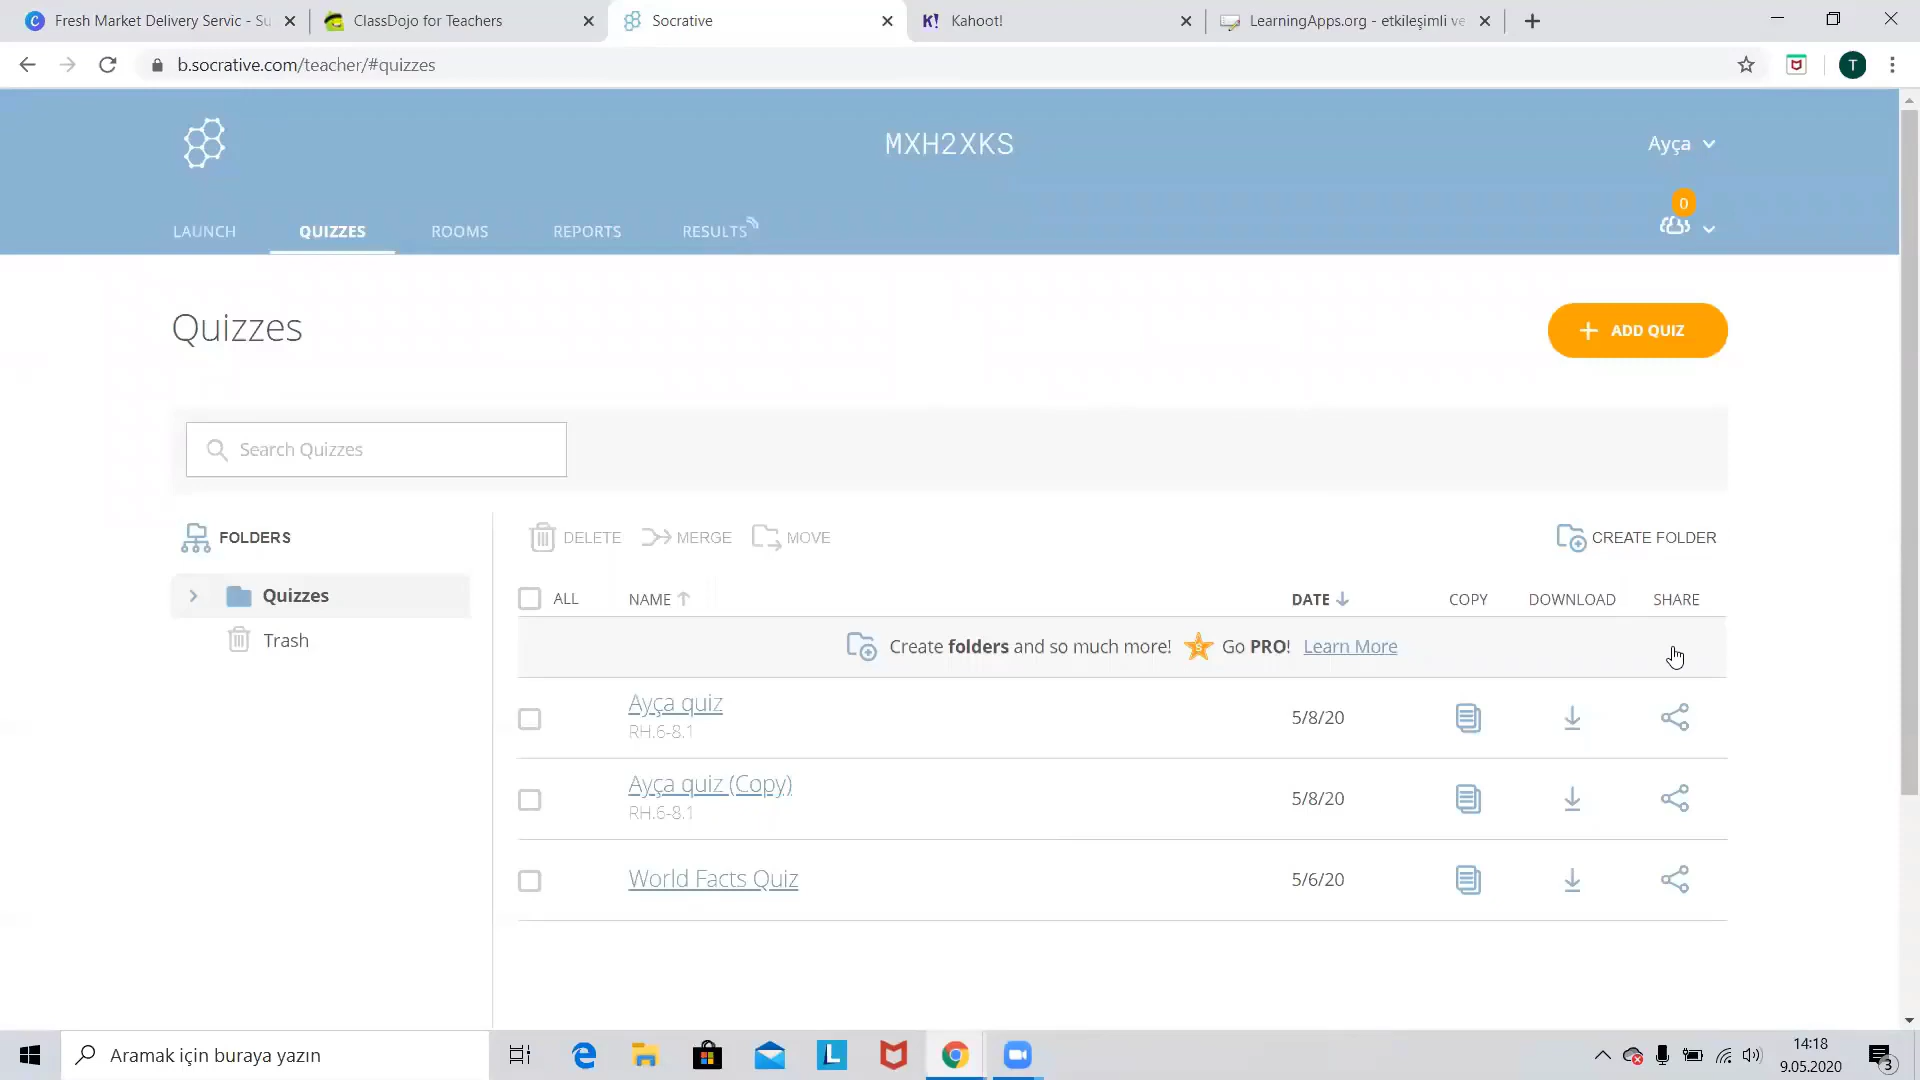 Fresh Market Delivery Servic - Su
ClassDojo for Teachers
Socrative
K! Kahoot!
LearningApps.org - etkileşimli ve
b.socrative.com/teacher/#quizzes
T
MXH2XKS
Ayça
0
LAUNCH
QUIZZES
ROOMS
REPORTS
RESULTS
Quizzes
ADD QUIZ
Search Quizzes
FOLDERS
DELETE
MERGE
MOVE
CREATE FOLDER
Quizzes
Trash
ALL
NAME
DATE
COPY
DOWNLOAD
SHARE
Create folders and so much more! Go PRO! Learn More
Ayça quiz
RH.6-8.1
5/8/20
Ayça quiz (Copy)
RH.6-8.1
5/8/20
World Facts Quiz
5/6/20
Aramak için buraya yazın
L
14:18
9.05.2020
3